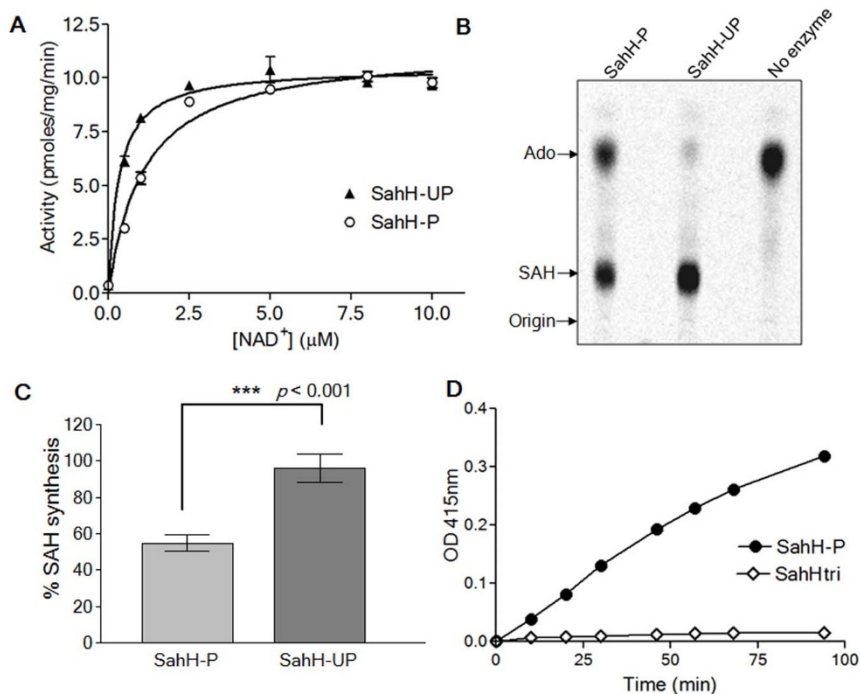 A
12.5
10.0
7.5
5.0
2.5
0.0
Activity (pmoles/mg/min)
SahH-UP
SahH-P
0.0 2.5 5.0 7.5 10.0
[NAD+] (μM)
B
SahH-P SahH-UP No enzyme
Ado
SAH
Origin
C
*** p < 0.001
120
100
80
60
40
20
0
% SAH synthesis
SahH-P SahH-UP
D
0.4
0.3
0.2
0.1
0.0
OD 415nm
SahH-P
SahHtri
0 25 50 75 100
Time (min)